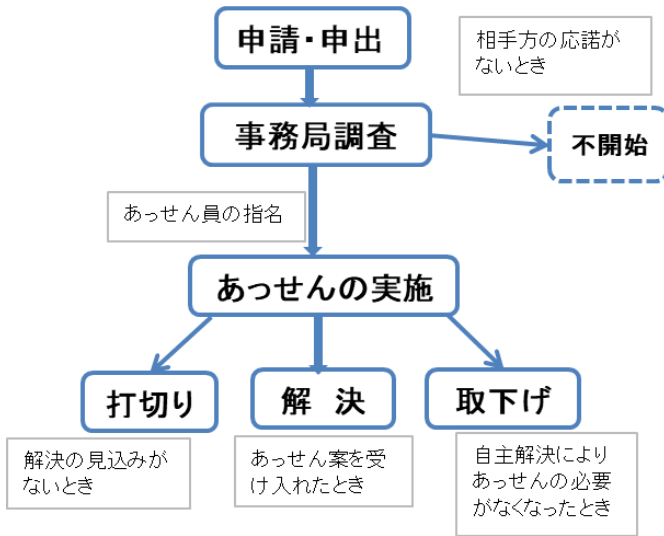 申請・申出
相手方の応諾が
ないとき
事務局調査
不開始
あっせん員の指名
あっせんの実施
打切り
解　決
取下げ
解決の見込みが
ないとき
あっせん案を受
け入れたとき
自主解決により
あっせんの必要
がなくなったとき